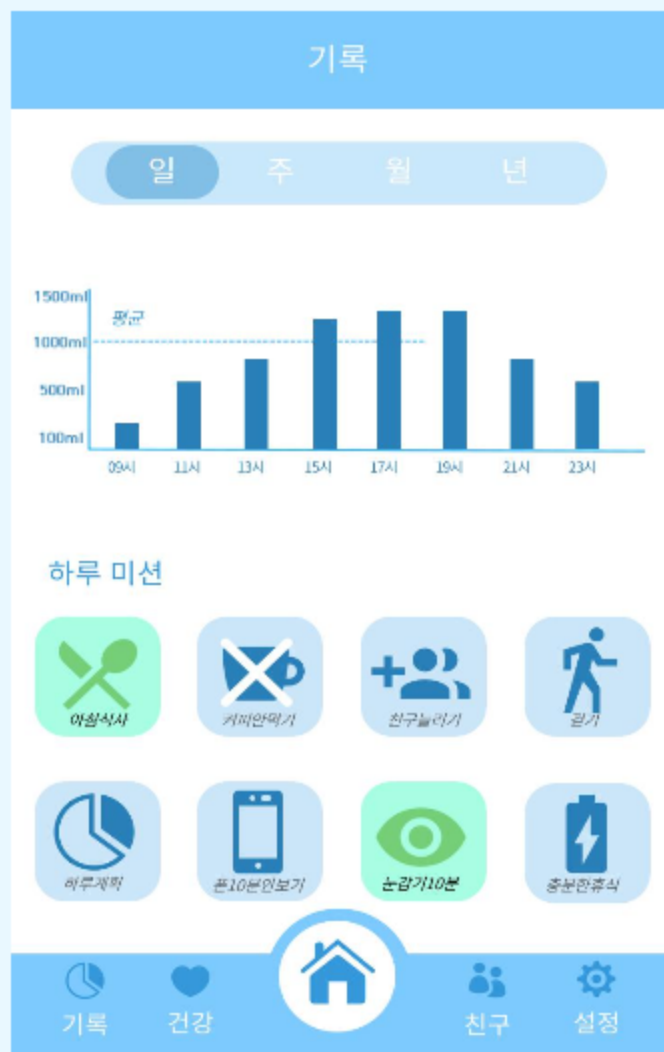 기록
일 주 월 년
1500ml
평균
1000ml
500ml
100ml
09시 11시 13시 15시 17시 19시 21시 23시
하루 미션
아침식사 커피안먹기 친구늘리기 걷기
하루계획 폰10분안보기 눈감기10분 충분한휴식
기록 건강 친구 설정